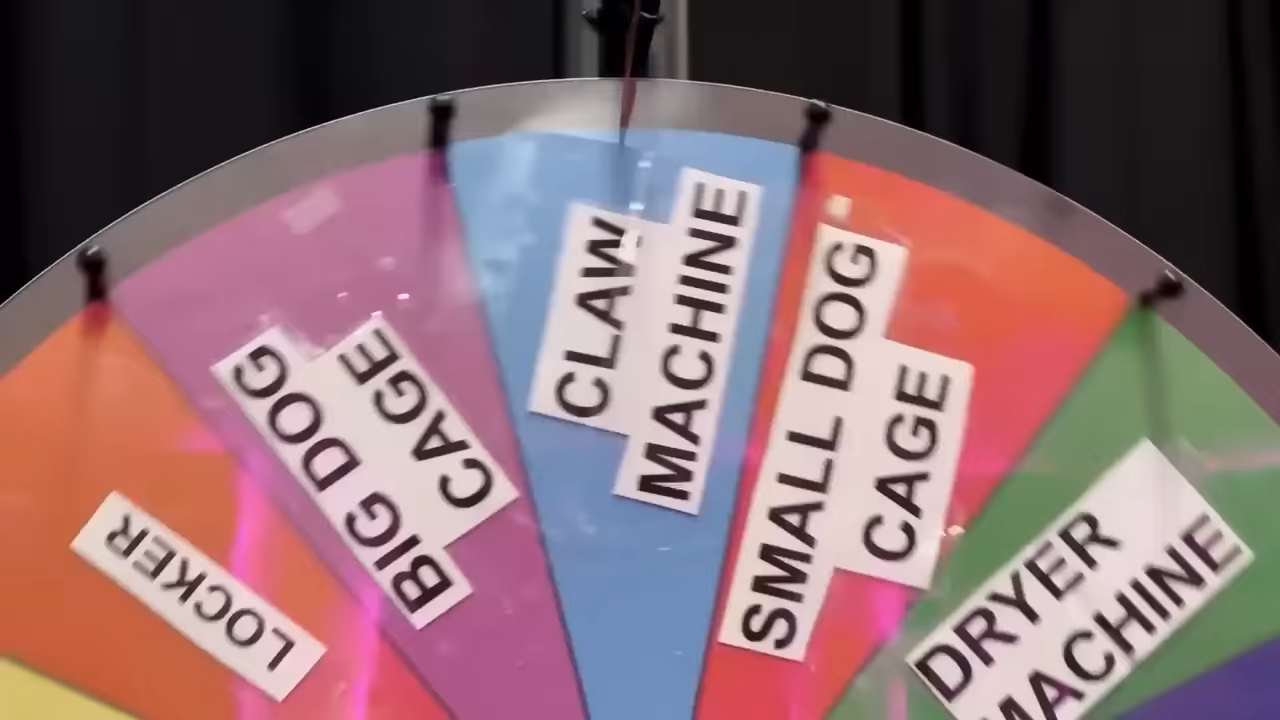 LOCKER
BIG DOG
CAGE
CLAW
MACHINE
SMALL DOG
CAGE
DRYER
MACHINE